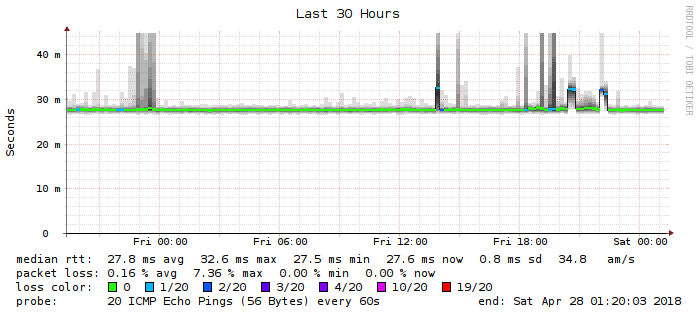 Last 30 Hours
RRDTOOL / TOBI OETIKER
Seconds
40 m
30 m
20 m
10 m
0
Fri 00:00 Fri 06:00 Fri 12:00 Fri 18:00 Sat 00:00
median rtt: 27.8 ms avg 32.6 ms max 27.5 ms min 27.6 ms now 0.8 ms sd 34.8 am/s
packet loss: 0.16 % avg 7.36 % max 0.00 % min 0.00 % now
loss color: 0 1/20 2/20 3/20 4/20 10/20 19/20
probe: 20 ICMP Echo Pings (56 Bytes) every 60s end: Sat Apr 28 01:20:03 2018